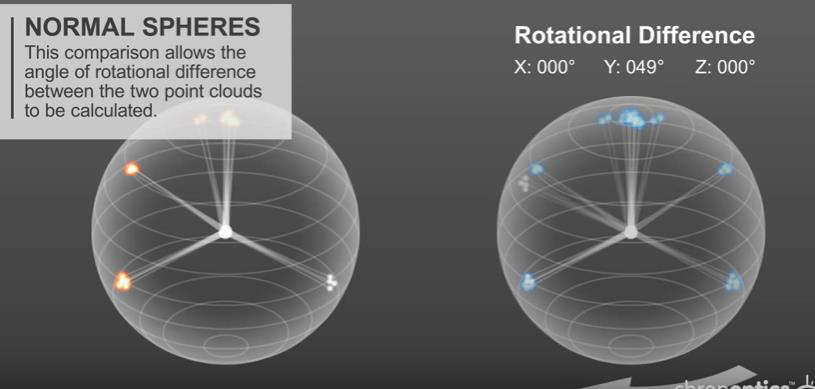 NORMAL SPHERES
This comparison allows the
angle of rotational difference
between the two point clouds
to be calculated.
Rotational Difference
X: 000° Y: 049° Z: 000°
chronoptics™